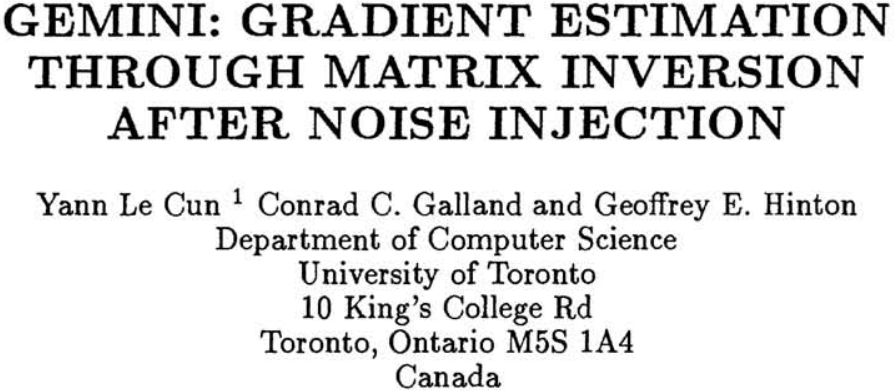 GEMINI: GRADIENT ESTIMATION
THROUGH MATRIX INVERSION
AFTER NOISE INJECTION
Yann Le Cun 1 Conrad C. Galland and Geoffrey E. Hinton
Department of Computer Science
University of Toronto
10 King's College Rd
Toronto, Ontario M5S 1A4
Canada